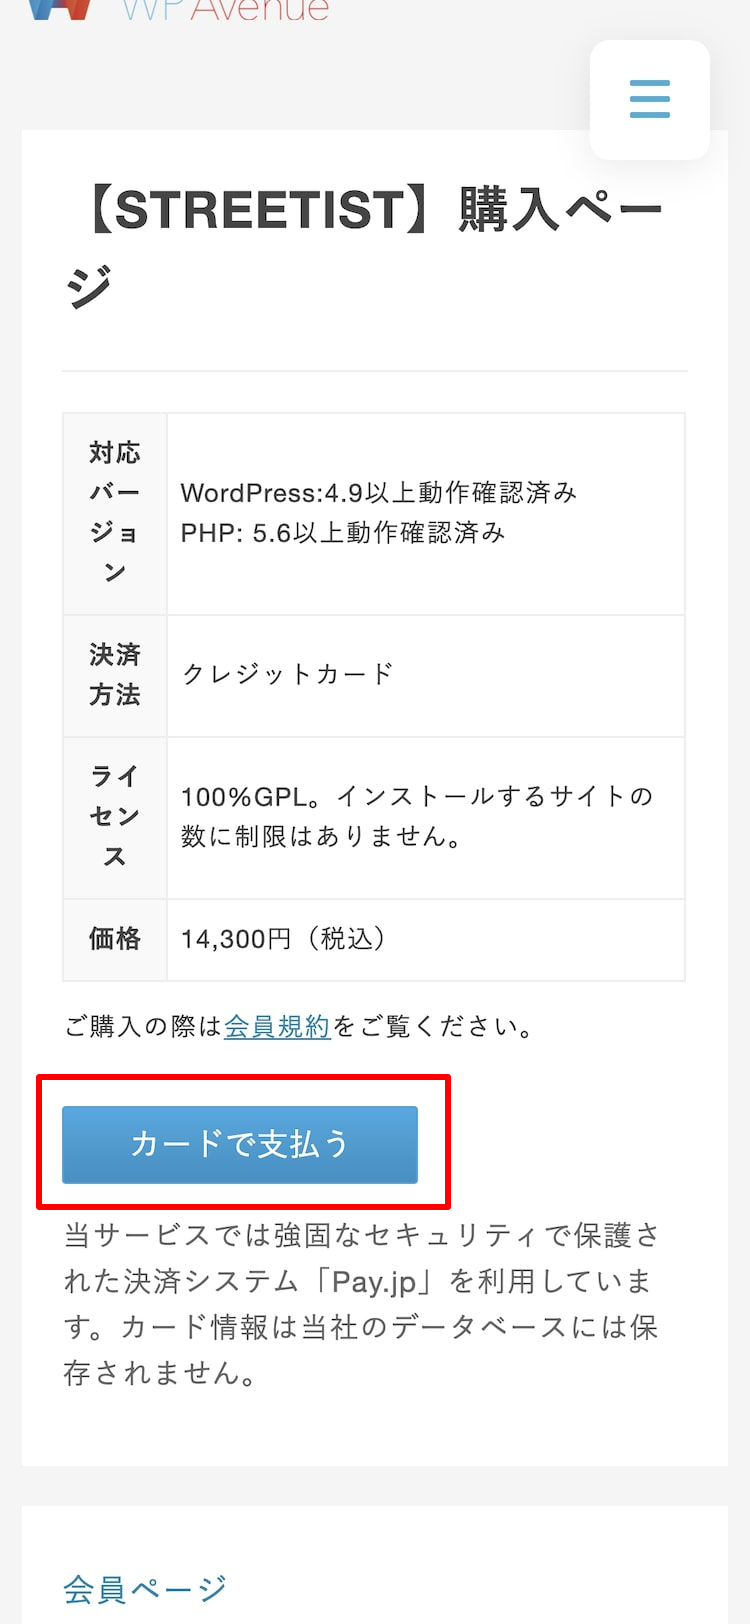 WPAvenue
【STREETIST】購入ペー
ジ
対応
バー
ジョ
ン
WordPress:4.9以上動作確認済み
PHP: 5.6以上動作確認済み
決済
方法
クレジットカード
ライ
セン
ス
100%GPL。インストールするサイトの
数に制限はありません。
価格
14,300円（税込）
ご購入の際は会員規約をご覧ください。
カードで支払う
当サービスでは強固なセキュリティで保護さ
れた決済システム「Pay.jp」を利用していま
す。カード情報は当社のデータベースには保
存されません。
会員ページ